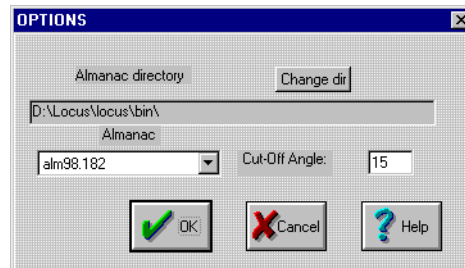 OPTIONS
Almanac directory Change dir
D:\Locus\locus\bin\
Almanac
alm98.182 Cut-Off Angle: 15
OK Cancel Help